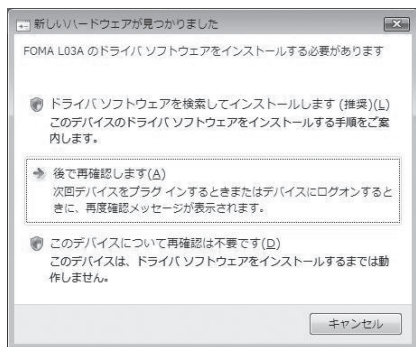 新しいハードウェアが見つかりました
FOMA L03A のドライバ ソフトウェアをインストールする必要があります
ドライバ ソフトウェアを検索してインストールします (推奨)(L)
このデバイスのドライバ ソフトウェアをインストールする手順をご案
内します。
後で再確認します(A)
次回デバイスをプラグ インするときまたはデバイスにログオンすると
きに、再度確認メッセージが表示されます。
このデバイスについて再確認は不要です(D)
このデバイスは、ドライバ ソフトウェアをインストールするまでは動
作しません。
キャンセル